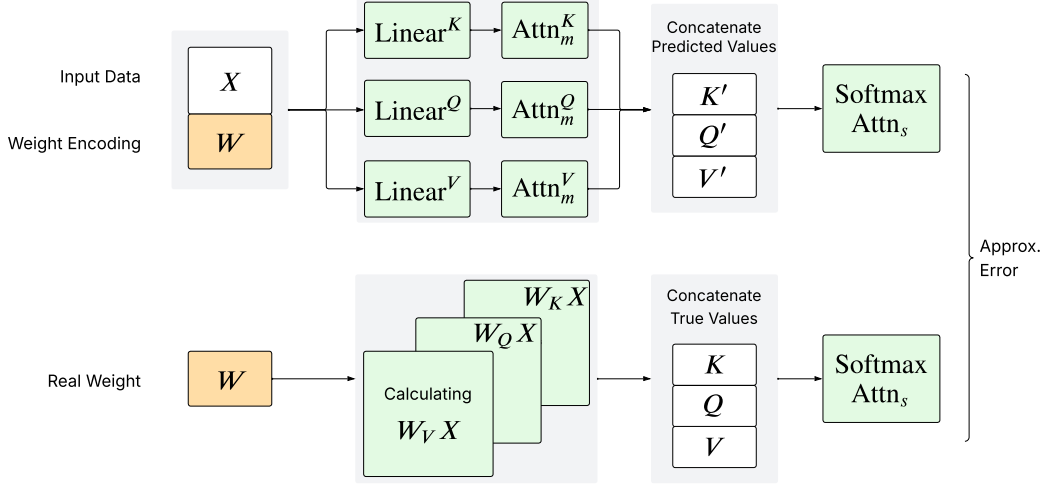 Input Data
Weight Encoding
X
W
Linear^K
Attn_m^K
Linear^Q
Attn_m^Q
Linear^V
Attn_m^V
Concatenate
Predicted Values
K′
Q′
V′
Softmax
Attn_s
Approx.
Error
Real Weight
W
W_K X
W_Q X
Calculating
W_V X
Concatenate
True Values
K
Q
V
Softmax
Attn_s